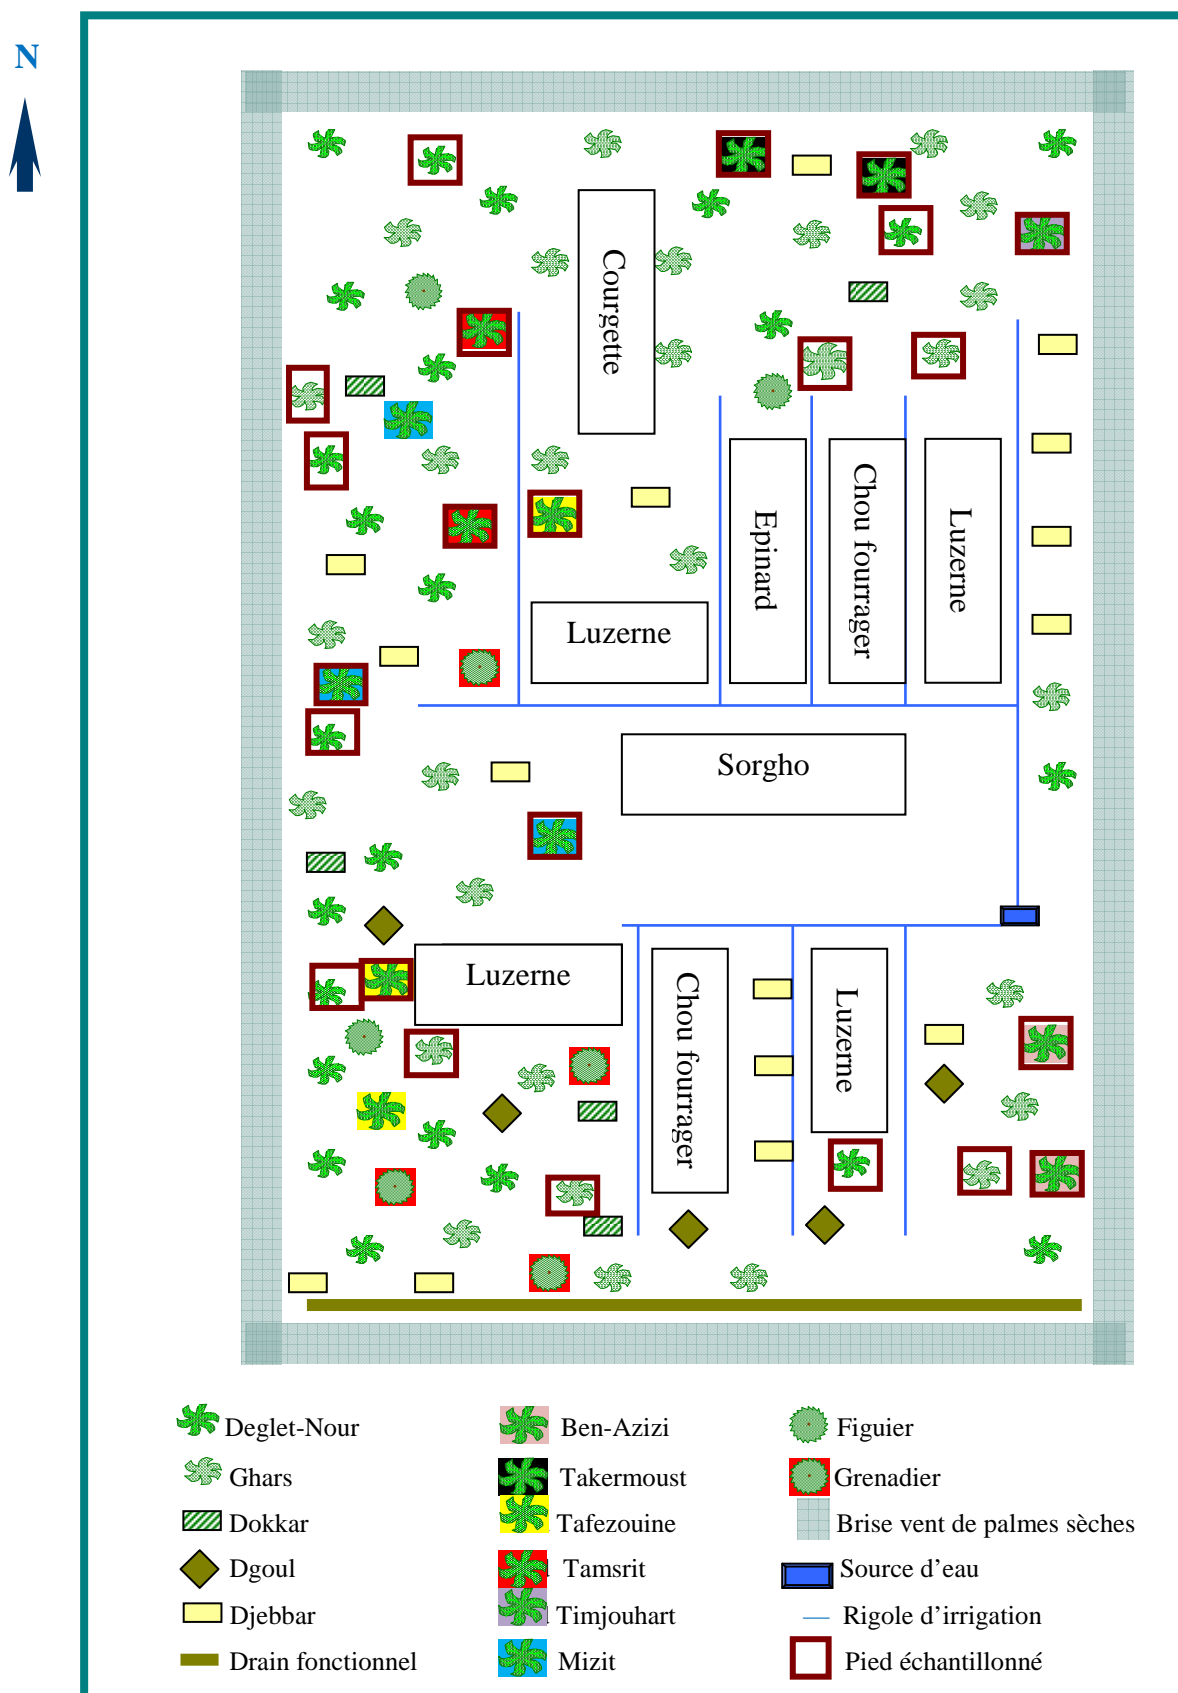 N
Courgette
Epinard
Chou fourrager
Luzerne
Luzerne
Sorgho
Luzerne
Chou fourrager
Luzerne
Deglet-Nour
Ben-Azizi
Figuier
Ghars
Takermoust
Grenadier
Dokkar
Tafezouine
Brise vent de palmes sèches
Dgoul
Tamsrit
Source d'eau
Djebbar
Timjouhart
Rigole d'irrigation
Drain fonctionnel
Mizit
Pied échantillonné